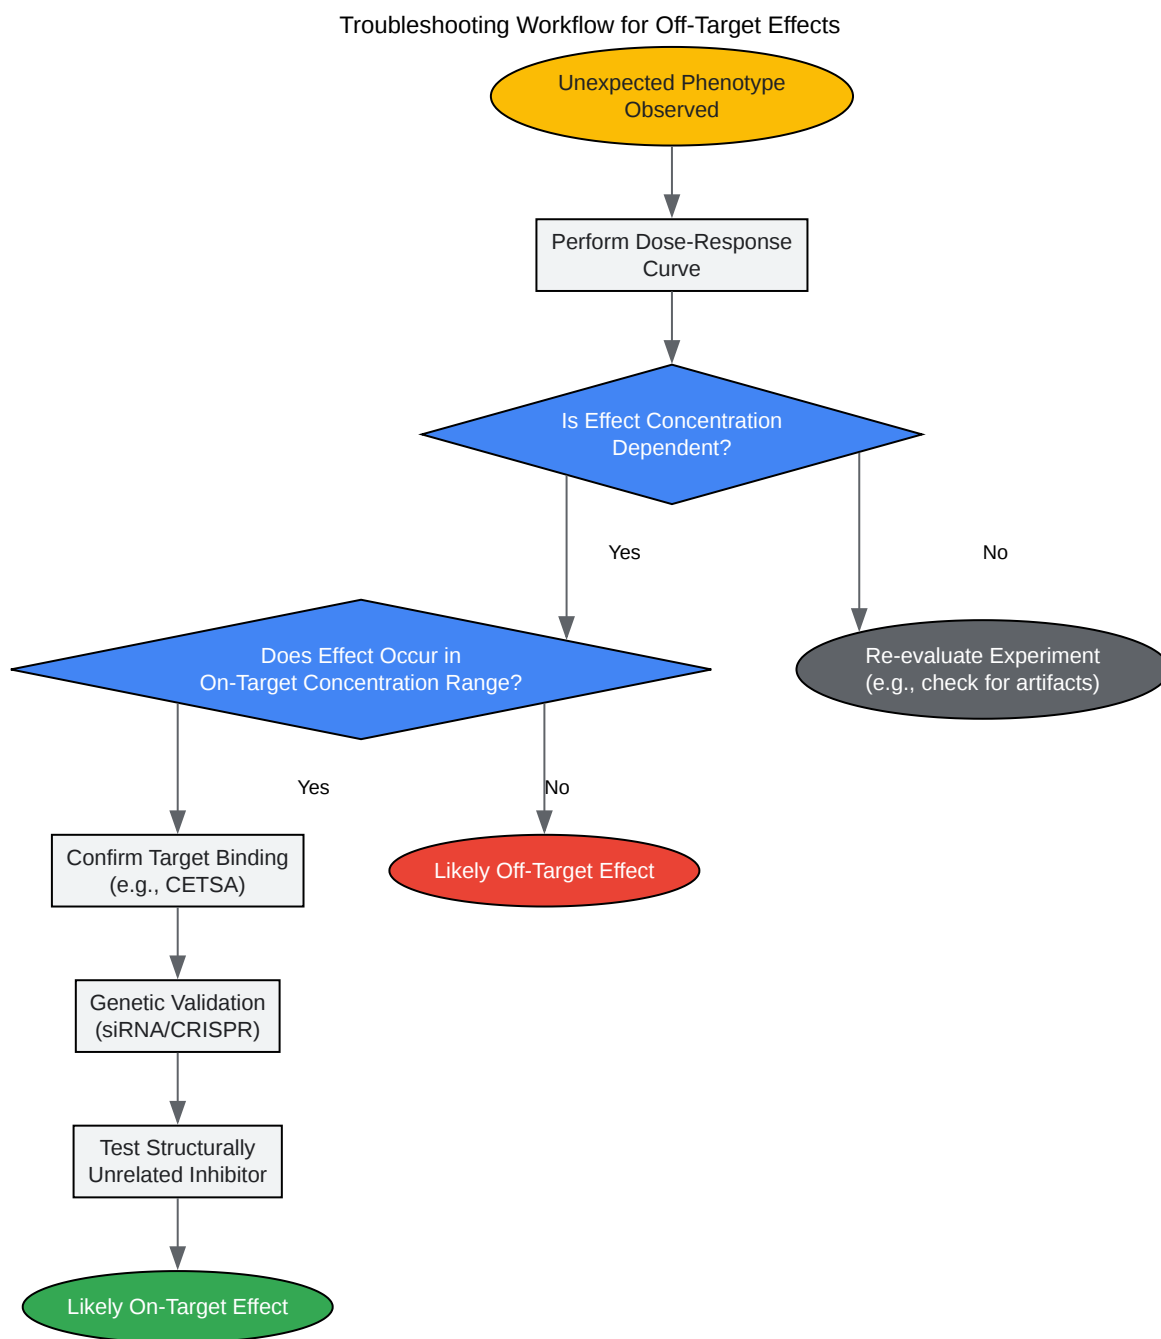 Troubleshooting Workflow for Off-Target Effects
Unexpected Phenotype
Observed
Perform Dose-Response
Curve
Is Effect Concentration
Dependent?
Yes
No
Does Effect Occur in
On-Target Concentration Range?
Re-evaluate Experiment
(e.g., check for artifacts)
Yes
No
Confirm Target Binding
(e.g., CETSA)
Likely Off-Target Effect
Genetic Validation
(siRNA/CRISPR)
Test Structurally
Unrelated Inhibitor
Likely On-Target Effect